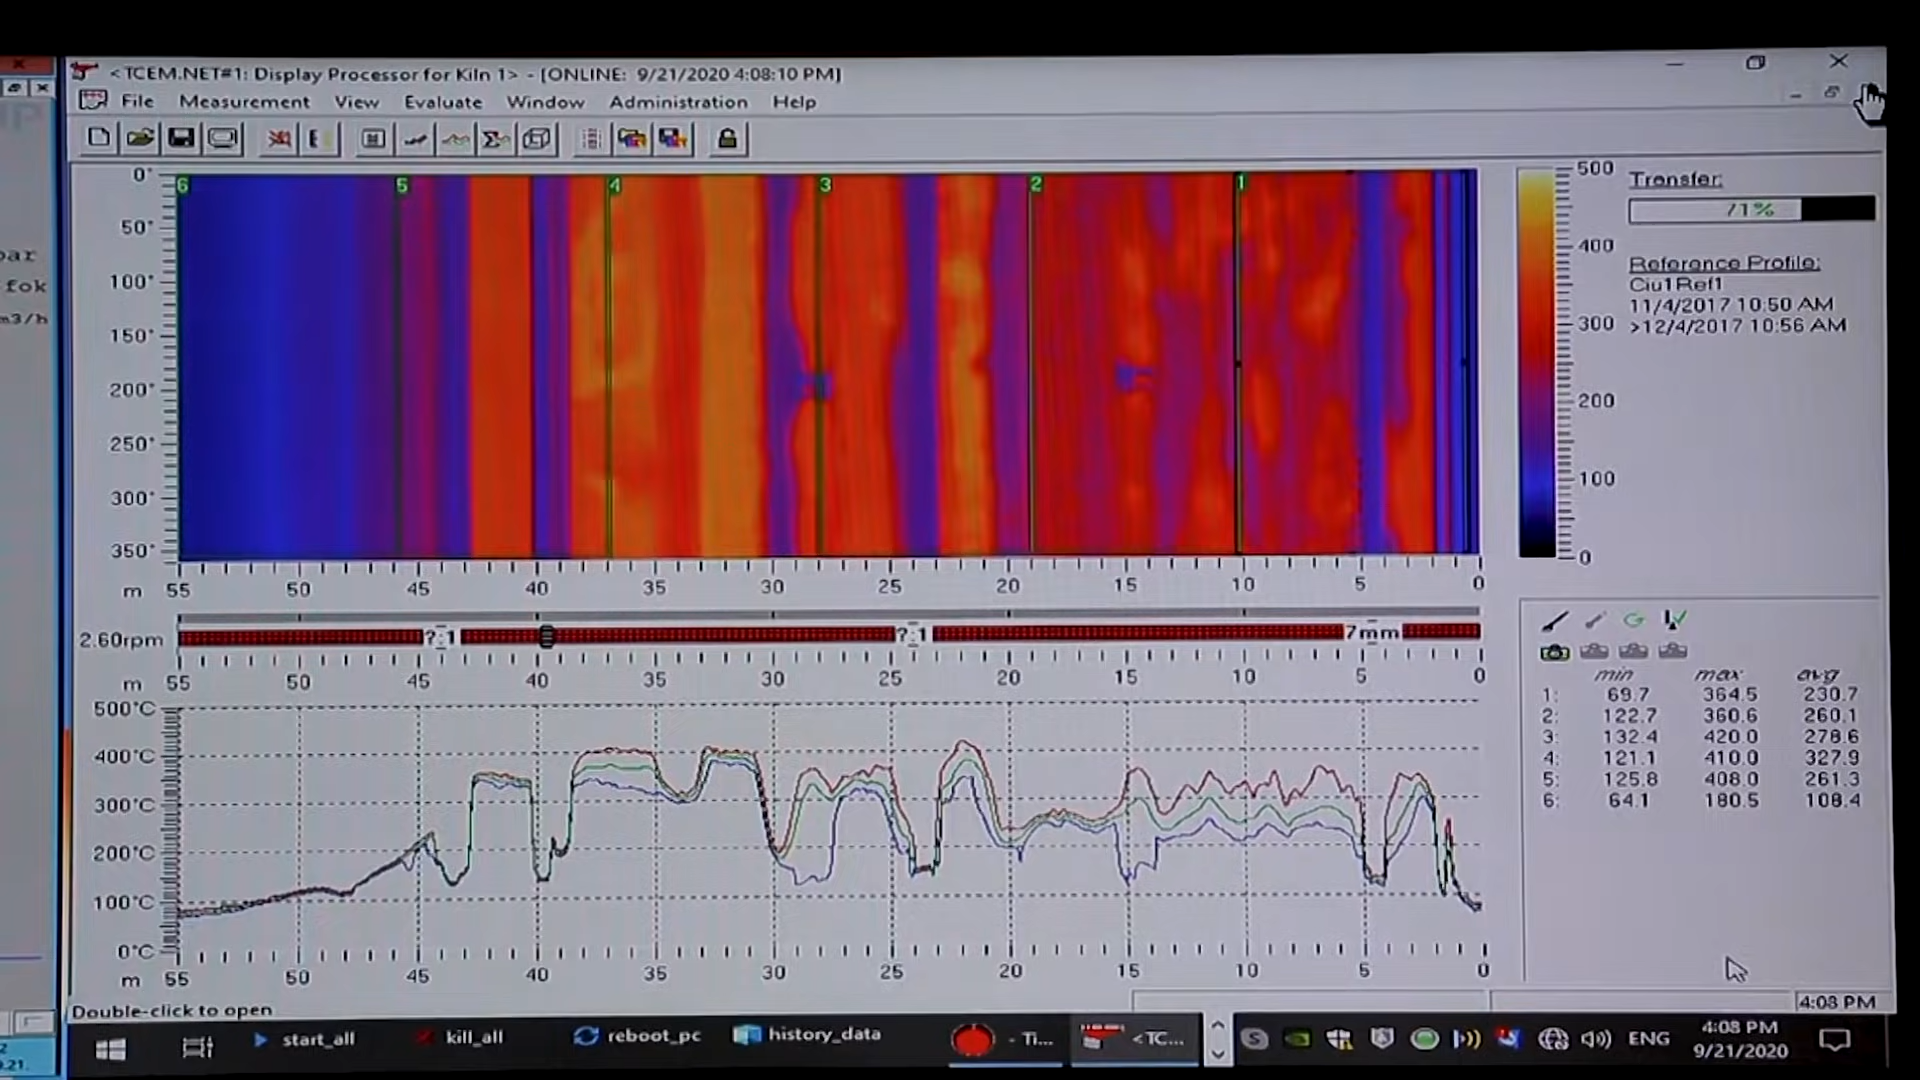 <TCEM.NET#1: Display Processor for Kiln 1> - [ONLINE: 9/21/2020 4:08:10 PM]
File Measurement View Evaluate Window Administration Help
bar
fok
m3/h
0° 50° 100° 150° 200° 250° 300° 350°
6 5 4 3 2 1
m 55 50 45 40 35 30 25 20 15 10 5 0
500 400 300 200 100 0
Transfer:
71%
Reference Profile:
Ciu1Ref1
11/4/2017 10:50 AM
>12/4/2017 10:56 AM
2.60rpm ?:1 ?:1 7mm
m 55 50 45 40 35 30 25 20 15 10 5 0
500°C
400°C
300°C
200°C
100°C
0°C
m 55 50 45 40 35 30 25 20 15 10 5 0
min max avg
1: 69.7 364.5 230.7
2: 122.7 360.6 260.1
3: 132.4 420.0 278.6
4: 121.1 410.0 327.9
5: 125.8 408.0 261.3
6: 64.1 180.5 108.4
Double-click to open
4:08 PM
start_all kill_all reboot_pc history_data - Ti... <TC... ENG 4:08 PM
9/21/2020